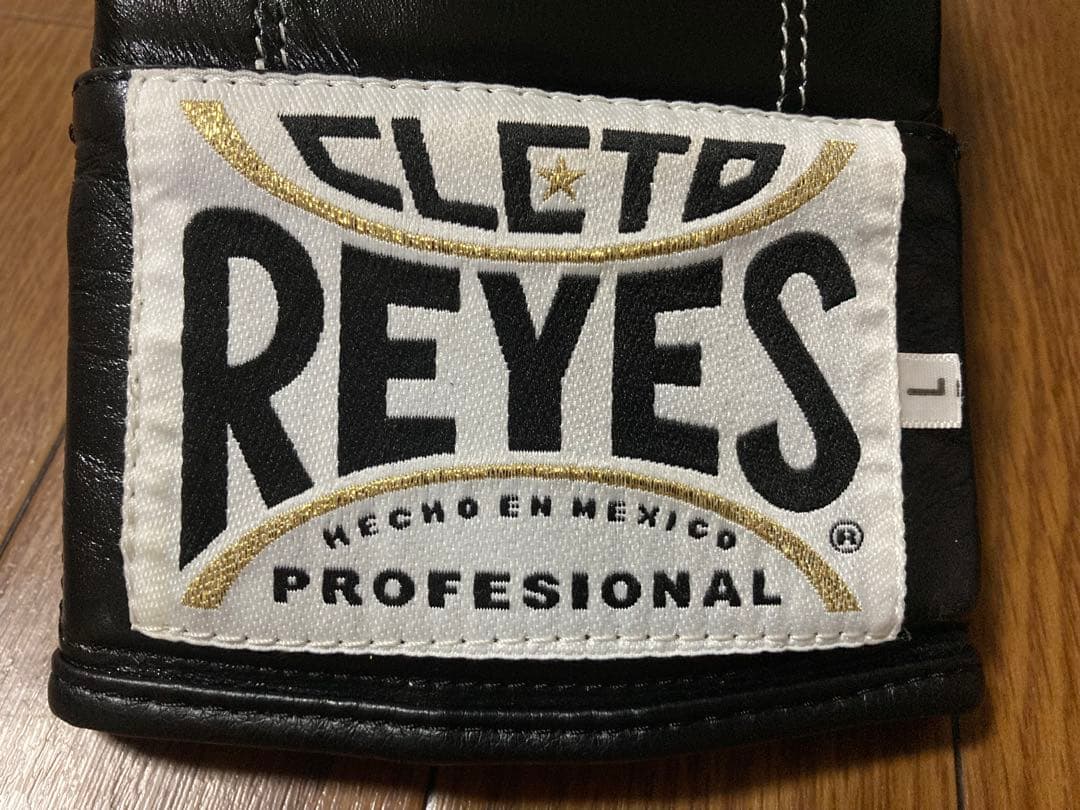 CLETO
REYES
HECHO EN MEXICO
®
PROFESIONAL
L